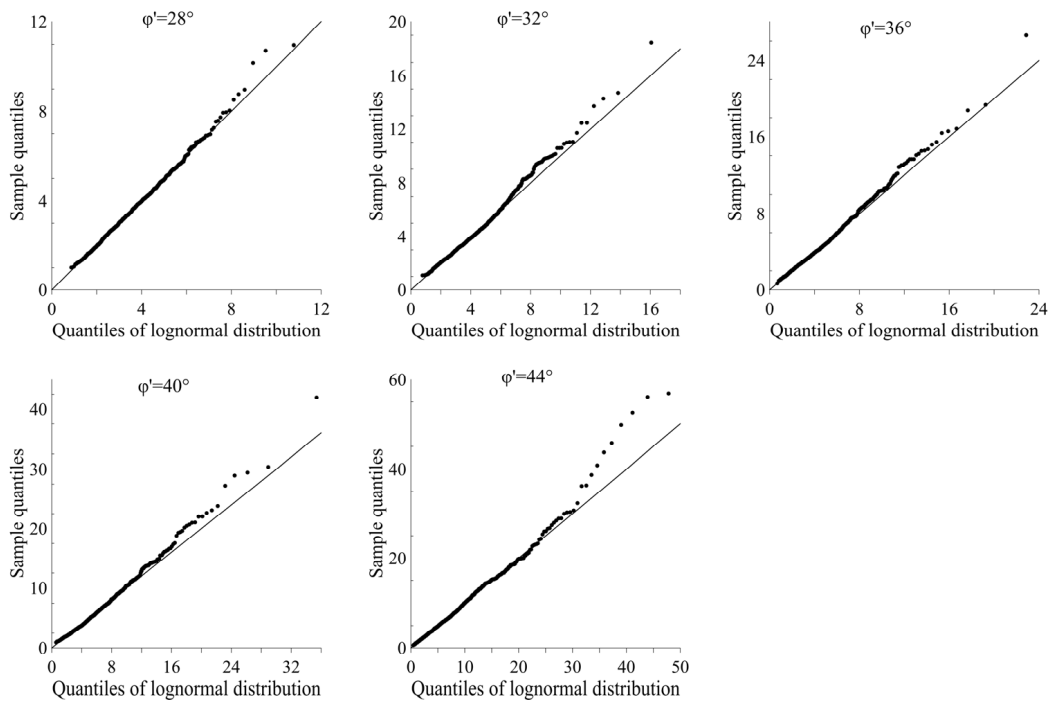 φ'=28°
12
8
4
0
Sample quantiles
0 4 8 12
Quantiles of lognormal distribution
φ'=32°
20
16
12
8
4
0
Sample quantiles
0 4 8 12 16
Quantiles of lognormal distribution
φ'=36°
24
16
8
0
Sample quantiles
0 8 16 24
Quantiles of lognormal distribution
φ'=40°
40
30
20
10
0
Sample quantiles
0 8 16 24 32
Quantiles of lognormal distribution
φ'=44°
60
40
20
0
Sample quantiles
0 10 20 30 40 50
Quantiles of lognormal distribution